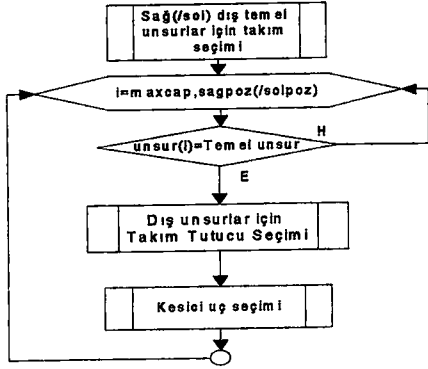 Sağ(/sol) dış temel
unsurlar için takım
seçimi
i=maxcap,sagpoz(/solpoz)
H
unsur(i)=Temel unsur
E
Dış unsurlar için
Takım Tutucu Seçimi
Kesici uç seçimi